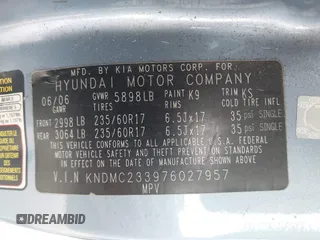 MFD. BY KIA MOTORS CORP. FOR
HYUNDAI MOTOR COMPANY
06/06 GVWR 5898LB PAINT K9 TRIM KS
GAWR TIRES RIMS COLD TIRE INFLATION
FRONT 2998 LB 235/60R17 6.5Jx17 35 psi SINGLE
REAR 3064 LB 235/60R17 6.5Jx17 35 psi SINGLE
THIS VEHICLE CONFORMS TO ALL APPLICABLE U.S.A. FEDERAL
MOTOR VEHICLE SAFETY AND THEFT PREVENTION STANDARDS
IN EFFECT ON THE DATE OF MANUFACTURE SHOWN ABOVE.
V.I.N KNDMC233976027957
MPV
DREAMBID